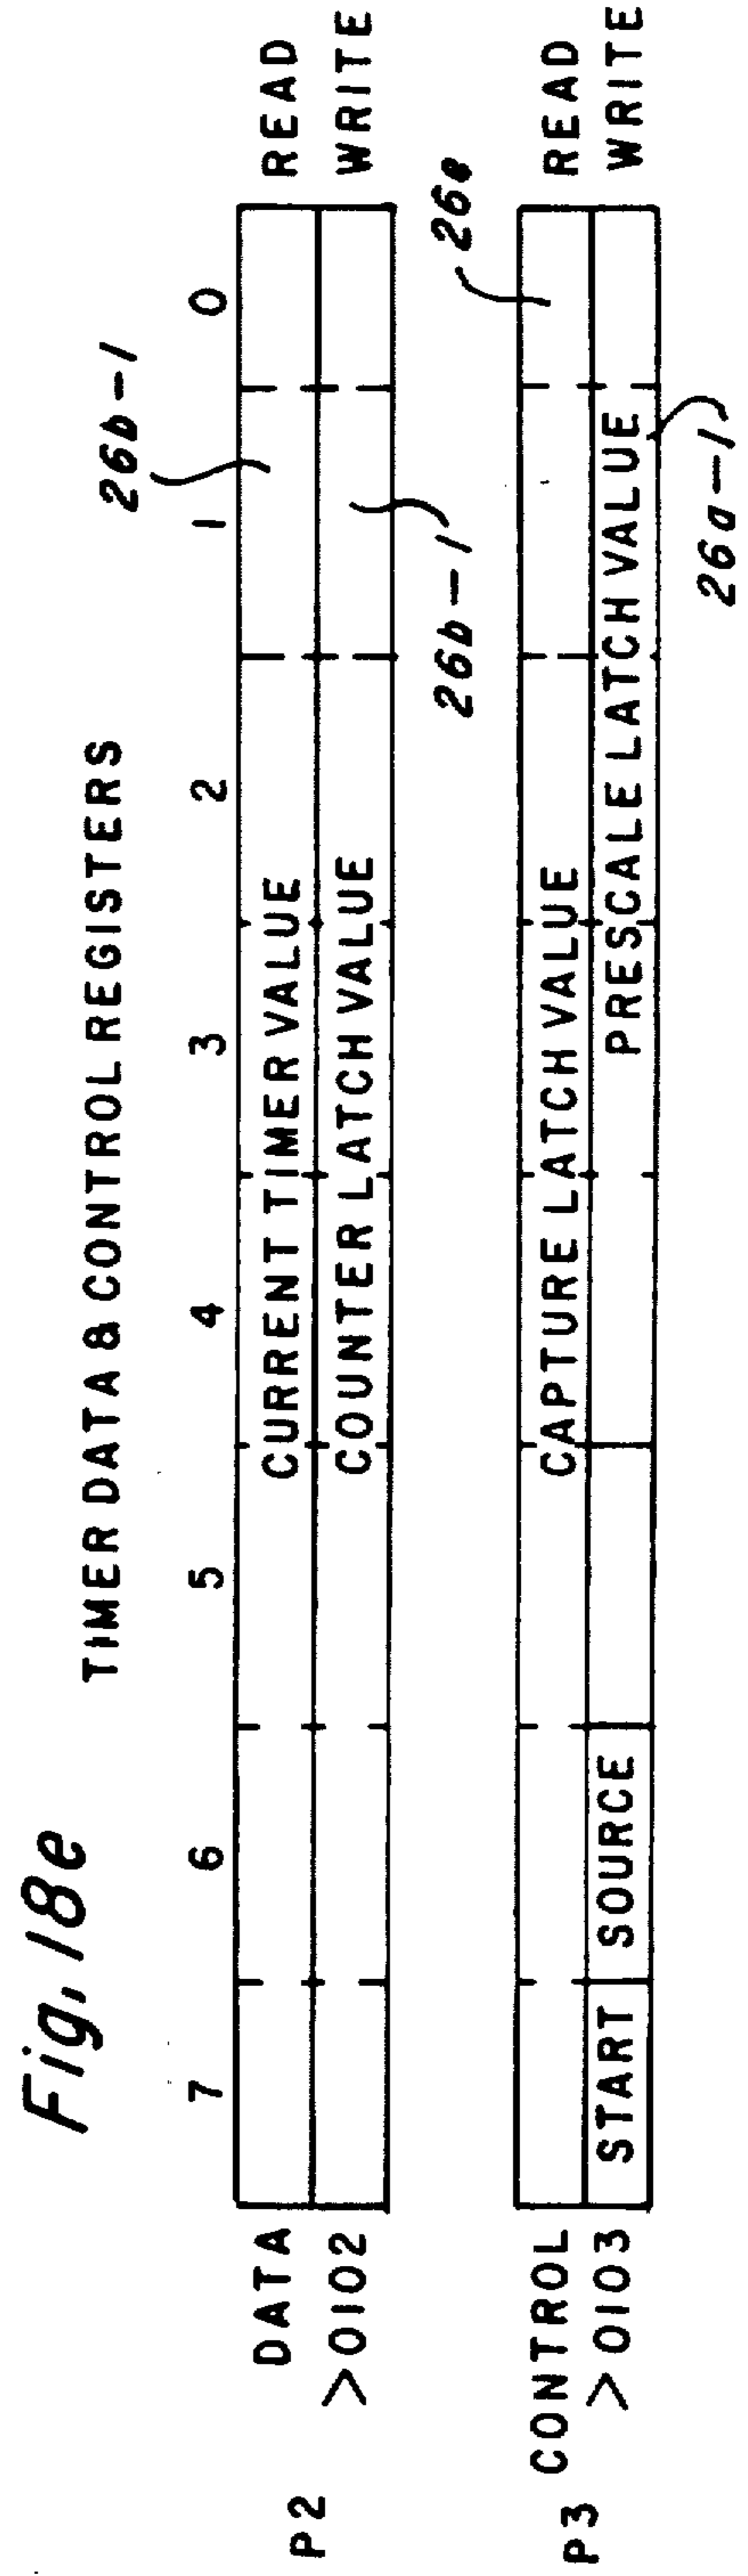 Fig. 18e
TIMER DATA & CONTROL REGISTERS
7 6 5 4 3 2 1 0
26b-1
P2 DATA CURRENT TIMER VALUE READ
>0102 COUNTER LATCH VALUE WRITE
26b-1
26e
P3 CONTROL CAPTURE LATCH VALUE READ
>0103 START SOURCE PRESCALE LATCH VALUE WRITE
26a-1